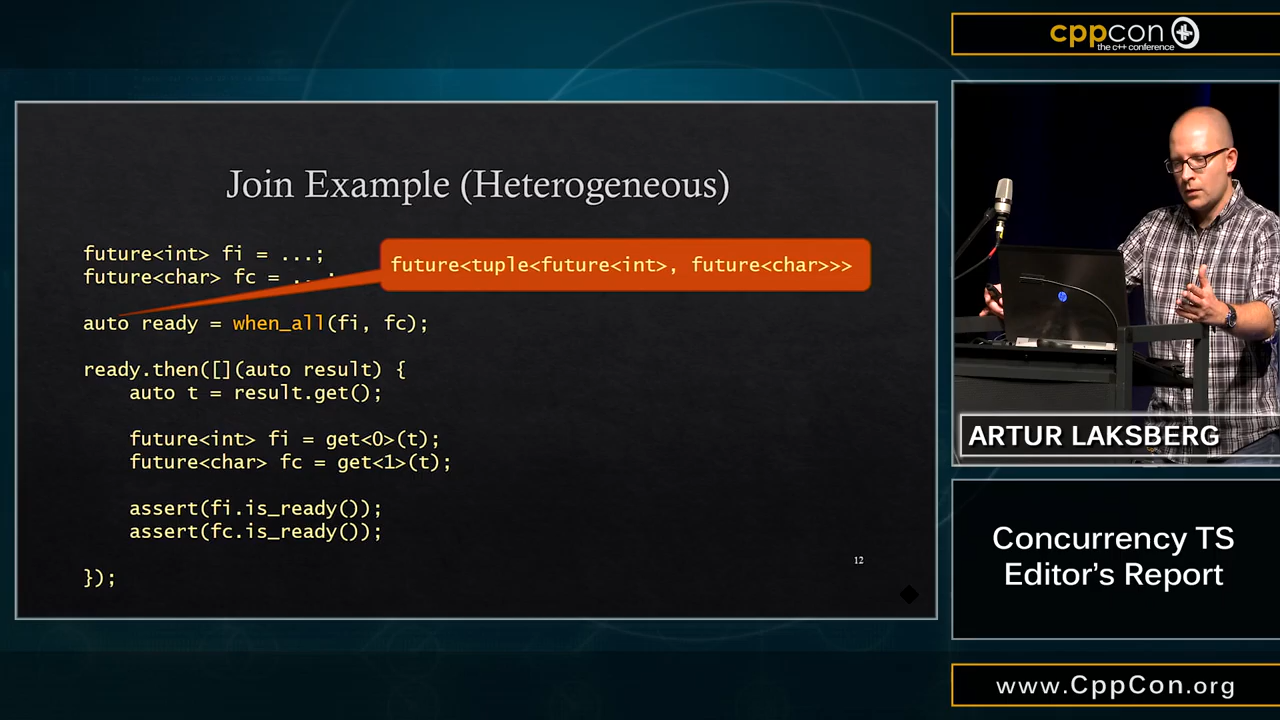 cppcon
the c++ conference
Join Example (Heterogeneous)
future<int> fi = ...;
future<char> fc = ...;
future<tuple<future<int>, future<char>>>
auto ready = when_all(fi, fc);
ready.then([](auto result) {
    auto t = result.get();
    future<int> fi = get<0>(t);
    future<char> fc = get<1>(t);
    assert(fi.is_ready());
    assert(fc.is_ready());
});
12
ARTUR LAKSBERG
Concurrency TS
Editor's Report
www.CppCon.org